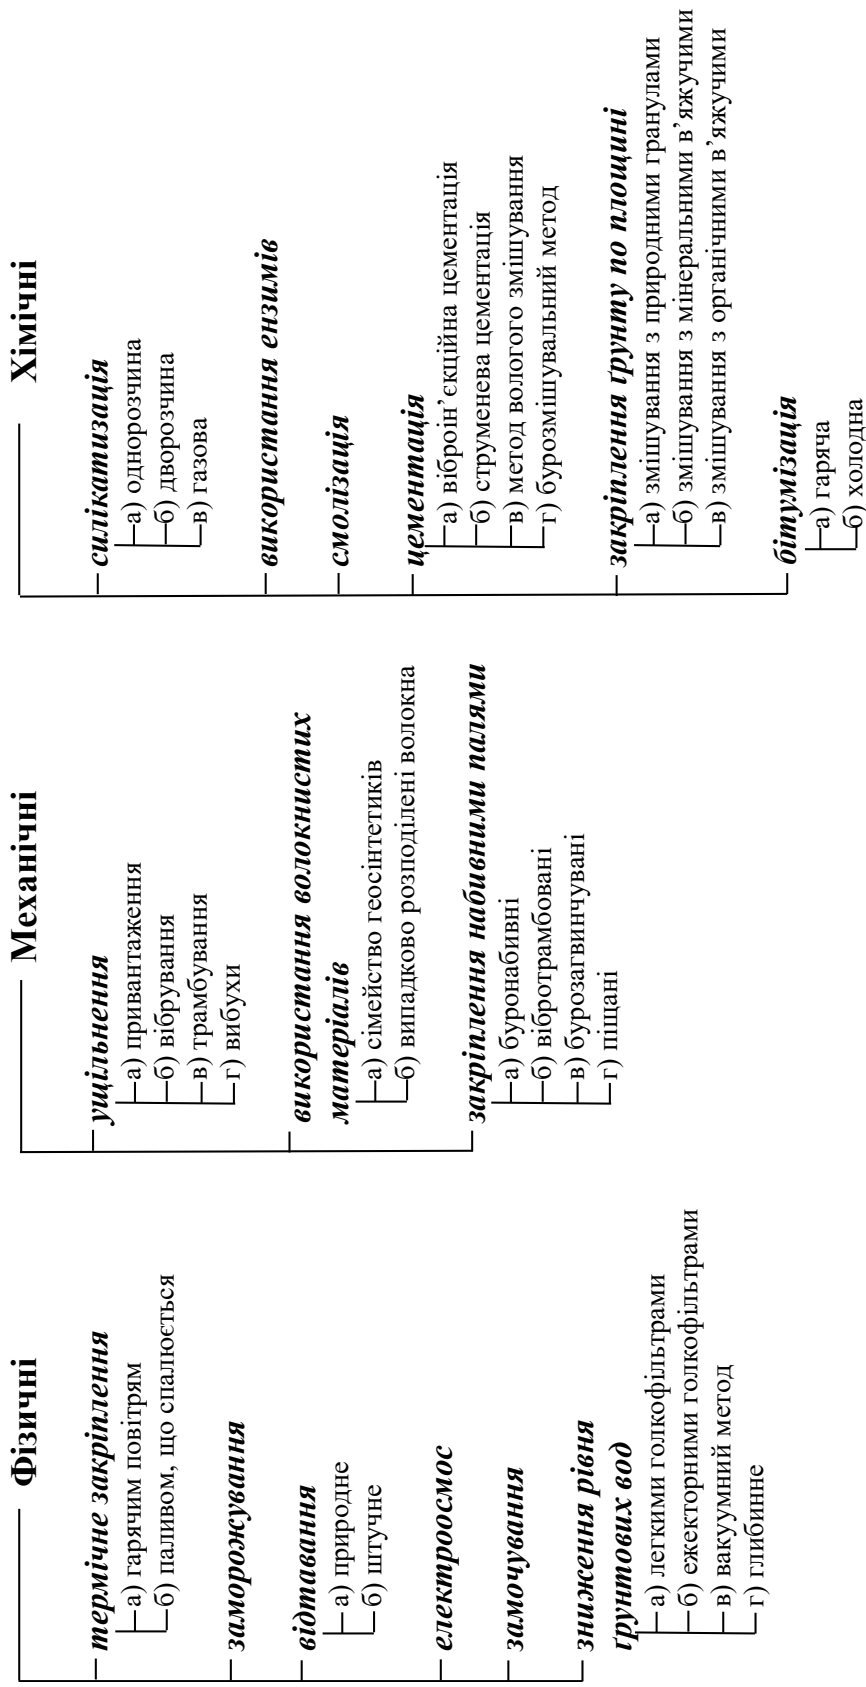 Фізичні
термічне закріплення
а) гарячим повітрям
б) паливом, що спалюється
заморожування
відтавання
а) природне
б) штучне
електроосмос
замочування
зниження рівня
ґрунтових вод
а) легкими голкофільтрами
б) ежекторними голкофільтрами
в) вакуумний метод
г) глибинне
Механічні
ущільнення
а) привантаження
б) вібрування
в) трамбування
г) вибухи
використання волокнистих
матеріалів
а) сімейство геосінтетиків
б) випадково розподілені волокна
закріплення набивними палями
а) буронабивні
б) вібротрамбовані
в) бурозагвинчувані
г) піщані
Хімічні
силікатизація
а) однорозчина
б) дворозчина
в) газова
використання ензимів
смолізація
цементація
а) віброін’єкційна цементація
б) струменева цементація
в) метод вологого змішування
г) бурозмішувальний метод
закріплення ґрунту по площині
а) змішування з природними гранулами
б) змішування з мінеральними в’яжучими
в) змішування з органічними в’яжучими
бітумізація
а) гаряча
б) холодна